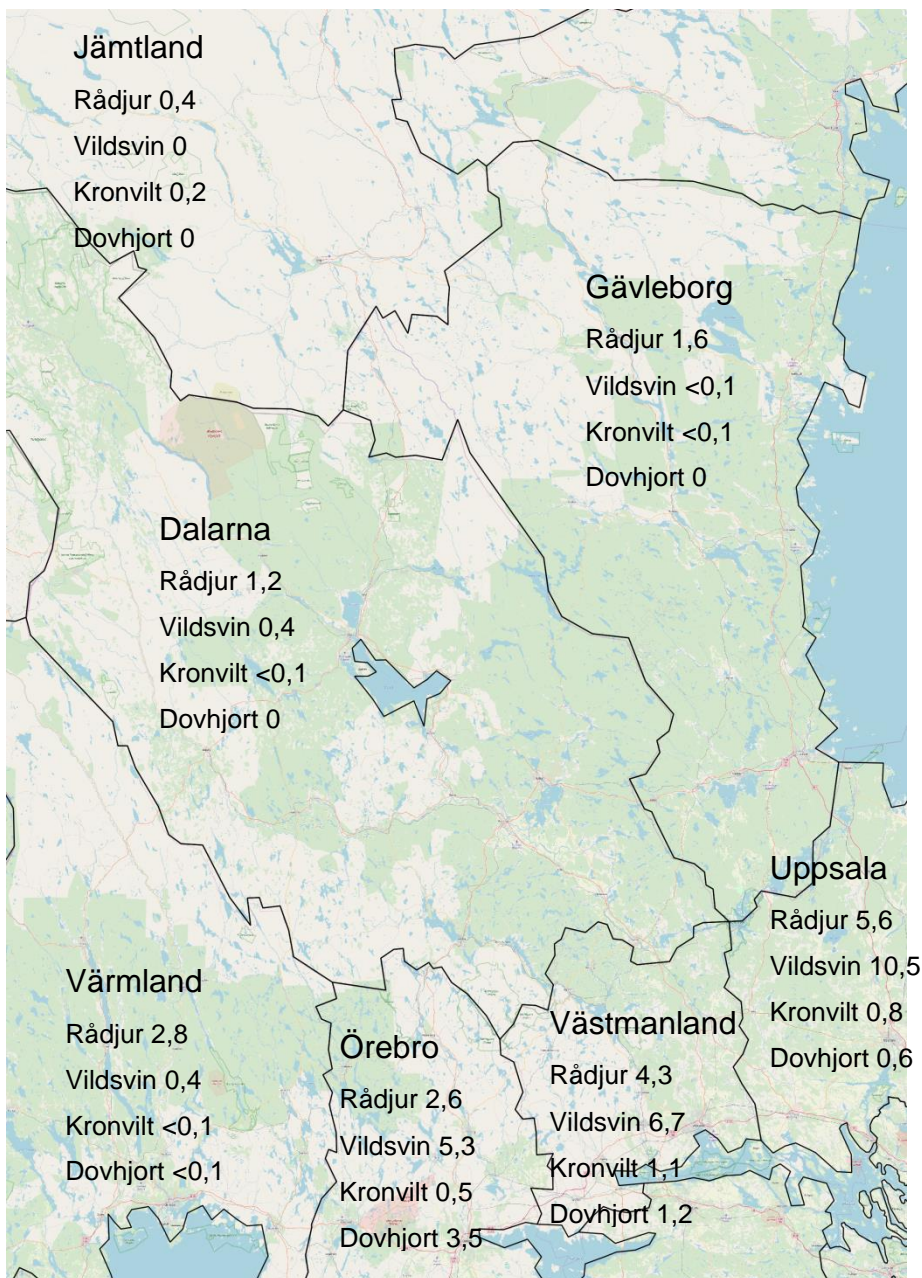 Jämtland
Rådjur 0,4
Vildsvin 0
Kronvilt 0,2
Dovhjort 0
Gävleborg
Rådjur 1,6
Vildsvin <0,1
Kronvilt <0,1
Dovhjort 0
Dalarna
Rådjur 1,2
Vildsvin 0,4
Kronvilt <0,1
Dovhjort 0
Uppsala
Rådjur 5,6
Vildsvin 10,5
Kronvilt 0,8
Dovhjort 0,6
Värmland
Rådjur 2,8
Vildsvin 0,4
Kronvilt <0,1
Dovhjort <0,1
Örebro
Rådjur 2,6
Vildsvin 5,3
Kronvilt 0,5
Dovhjort 3,5
Västmanland
Rådjur 4,3
Vildsvin 6,7
Kronvilt 1,1
Dovhjort 1,2